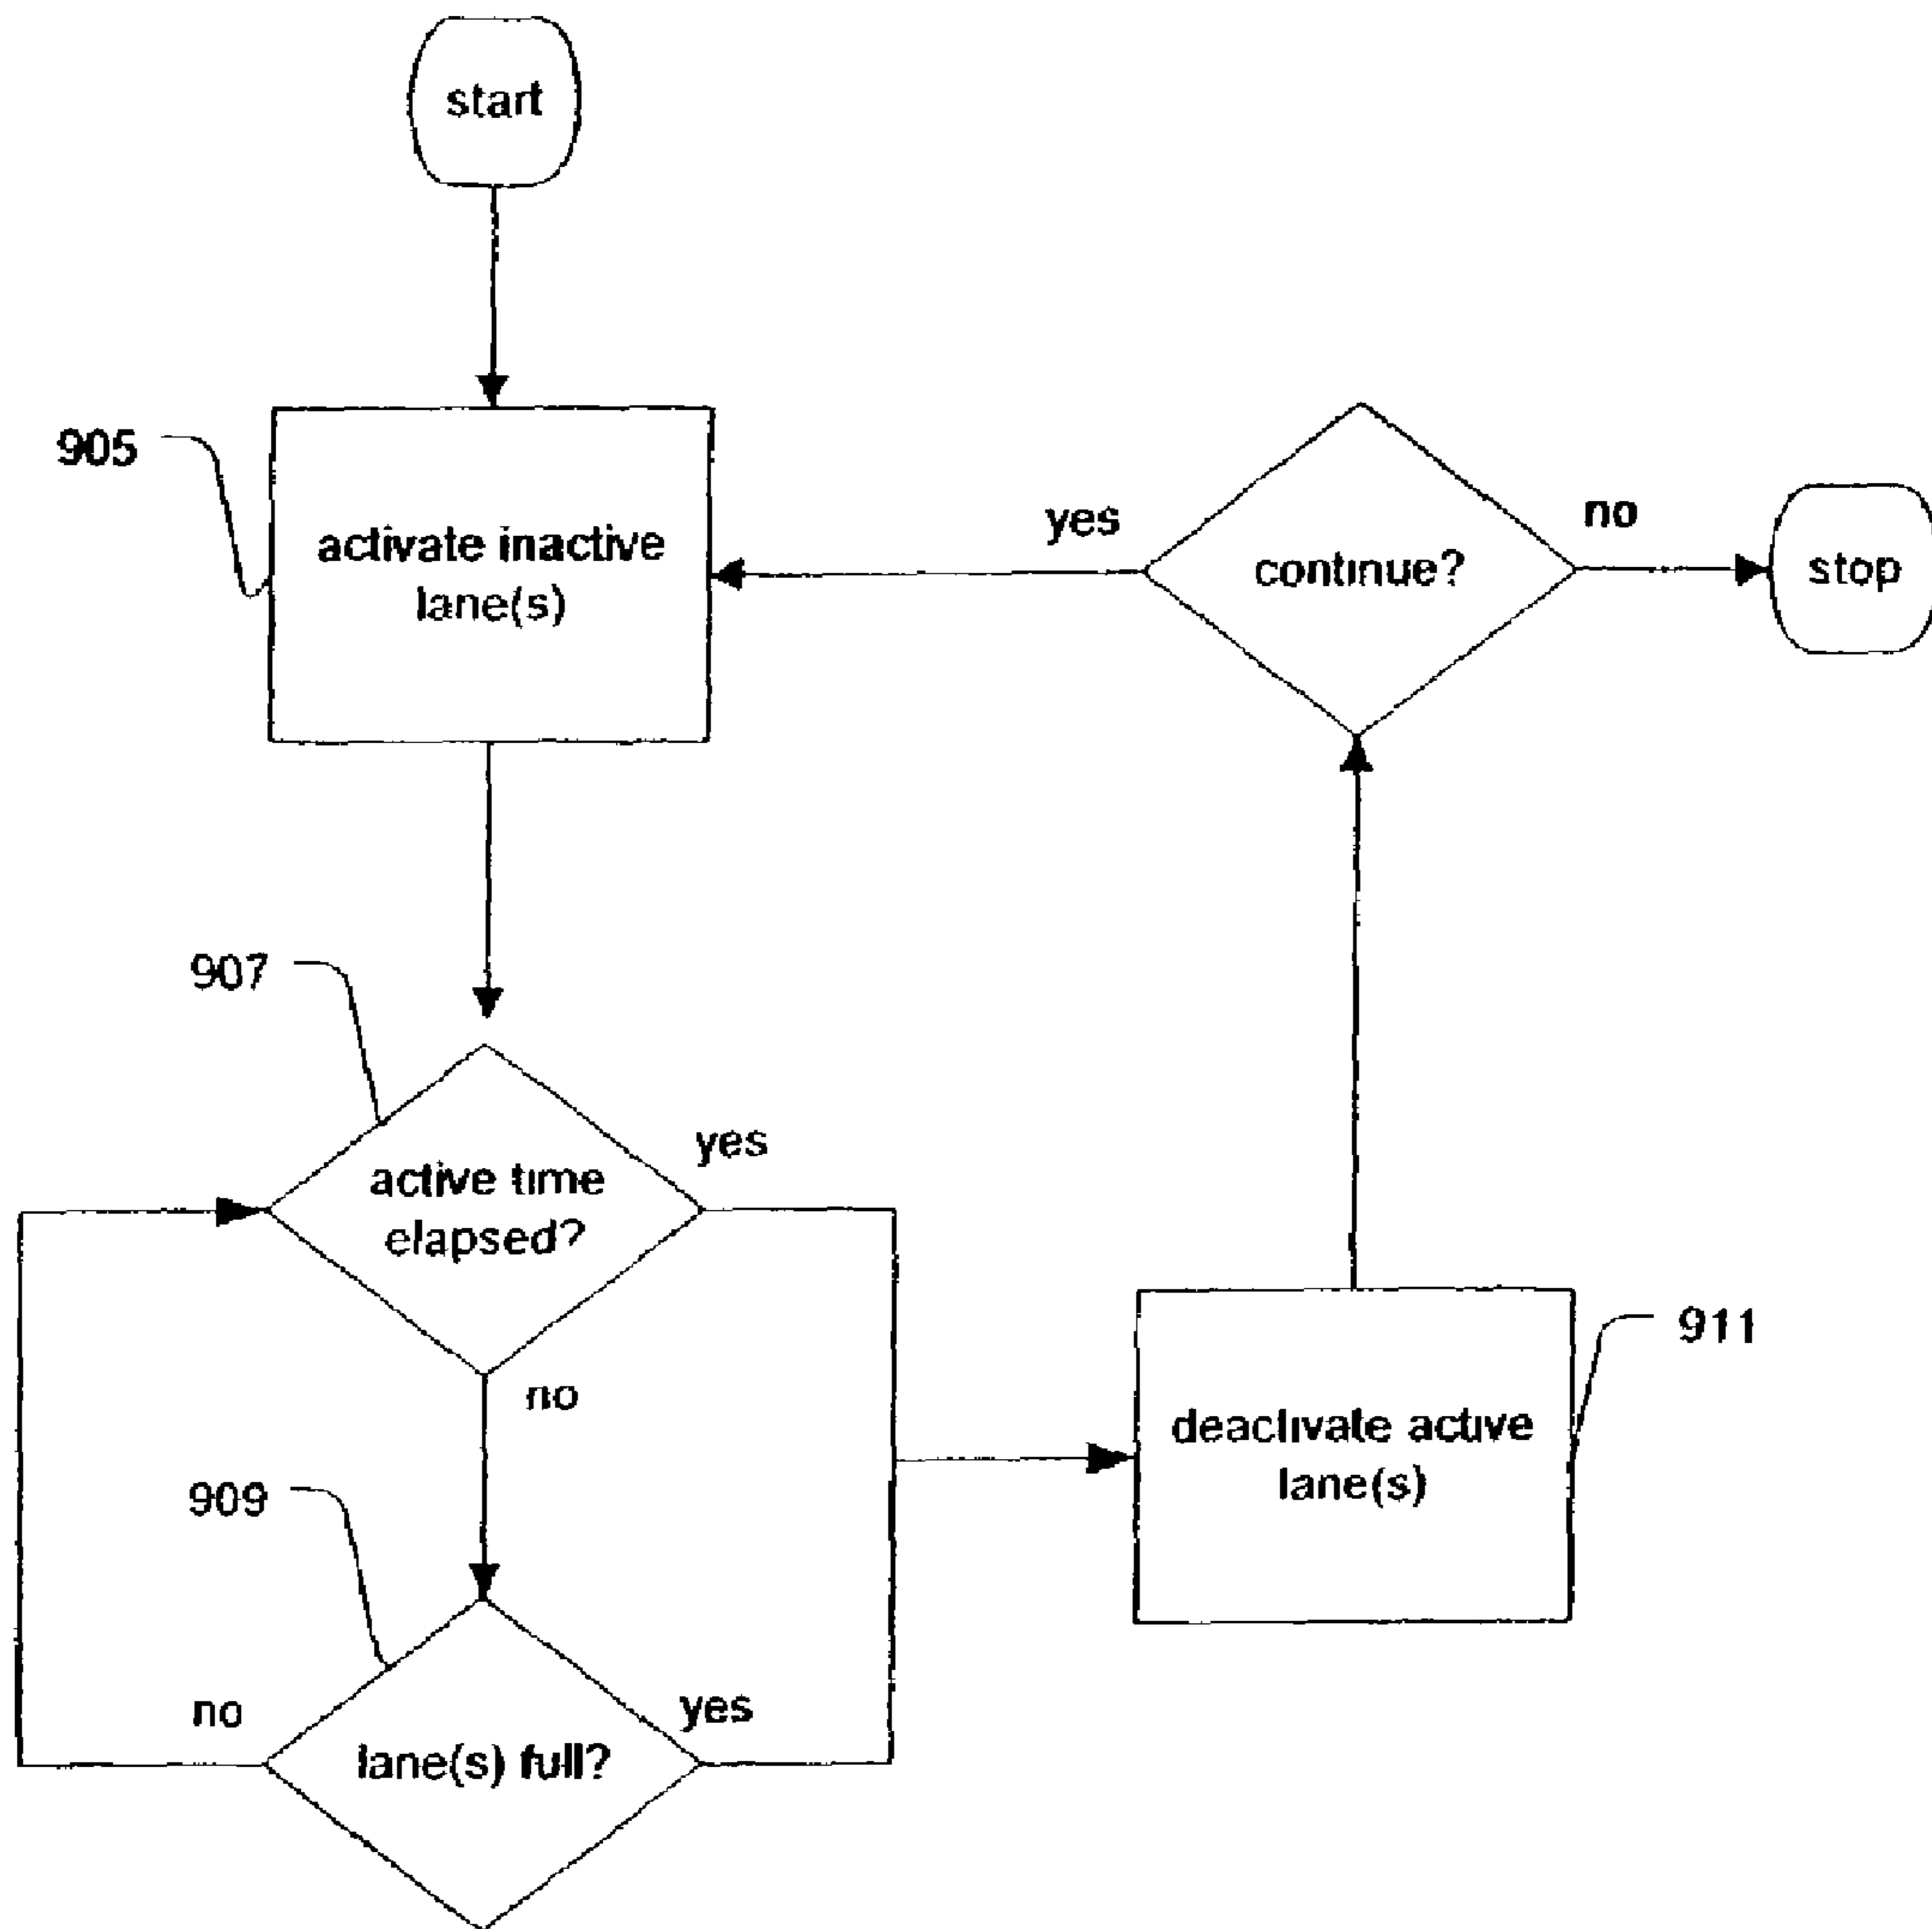 start
905
activate inactive
lane(s)
yes
continue?
no
stop
907
active time
elapsed?
yes
no
909
lane(s) full?
no
yes
deactivate active
lane(s)
911